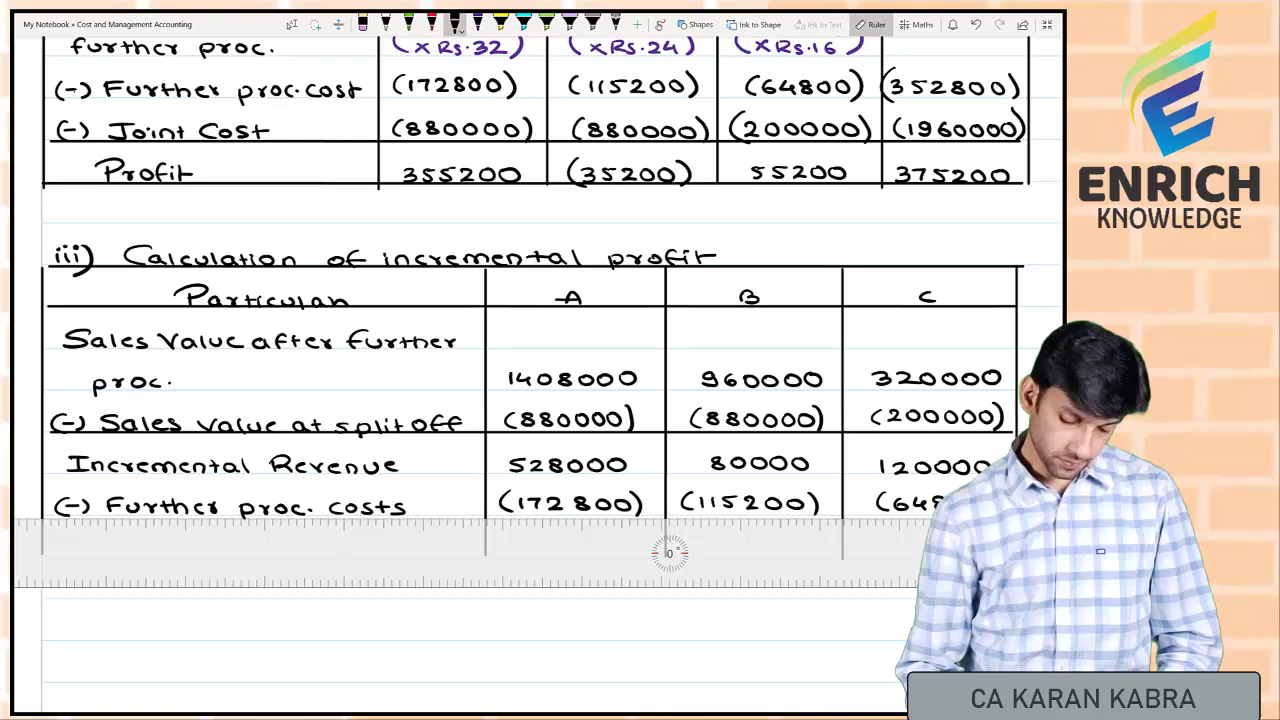 My Notebook » Cost and Management Accounting
Shapes Ink to Shape Ink to Text Ruler Maths
further proc. (x Rs.32) (x Rs.24) (x Rs.16)
(-) Further proc. cost (172800) (115200) (64800) (352800)
(-) Joint Cost (880000) (880000) (200000) (1960000)
Profit 355200 (35200) 55200 375200
iii) Calculation of incremental profit
Particular A B C
Sales Value after further
proc. 1408000 960000 320000
(-) Sales value at split off (880000) (880000) (200000)
Incremental Revenue 528000 80000 120000
(-) Further proc. costs (172800) (115200)
0°
ENRICH
KNOWLEDGE
CA KARAN KABRA